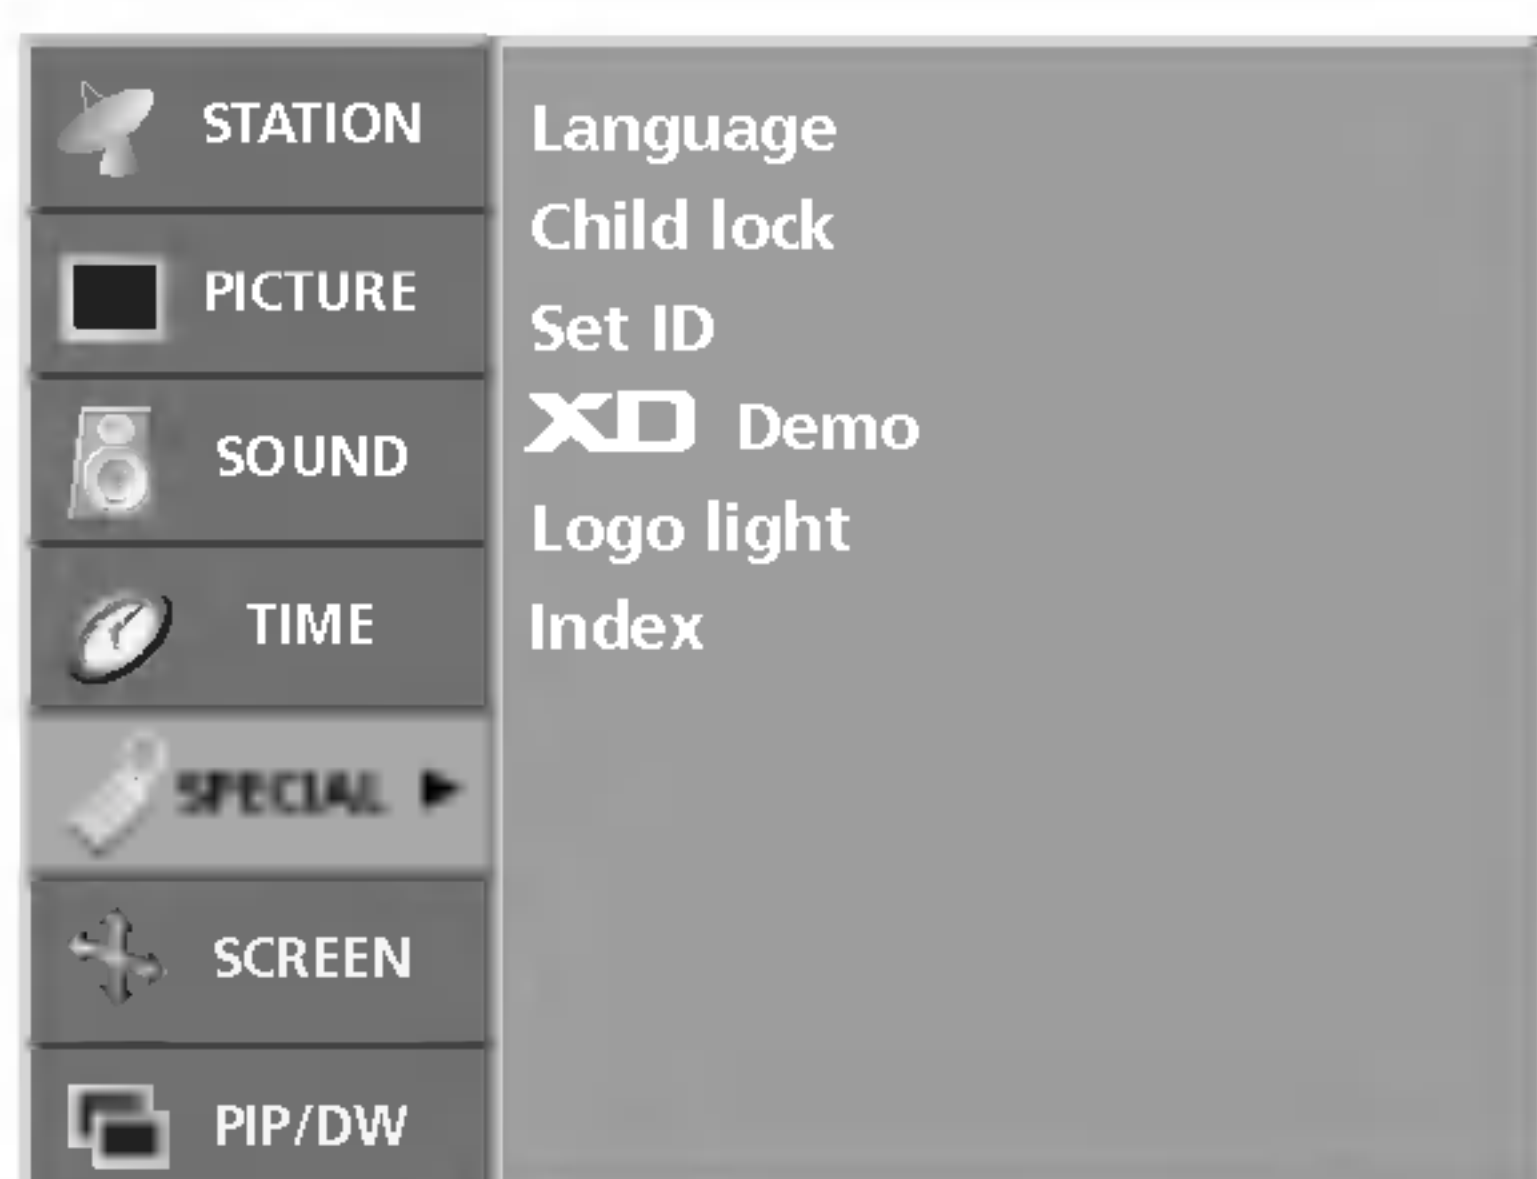 STATION
PICTURE
SOUND
TIME
SPECIAL ►
SCREEN
PIP/DW
Language
Child lock
Set ID
XD Demo
Logo light
Index